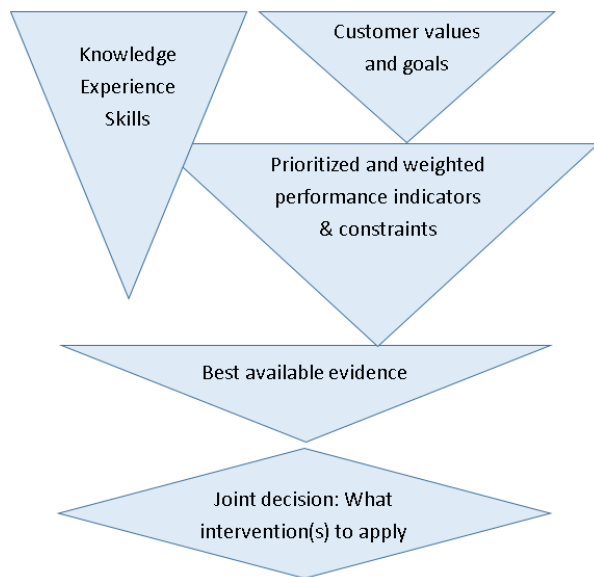 Knowledge
Experience
Skills
Customer values
and goals
Prioritized and weighted
performance indicators
& constraints
Best available evidence
Joint decision: What
intervention(s) to apply